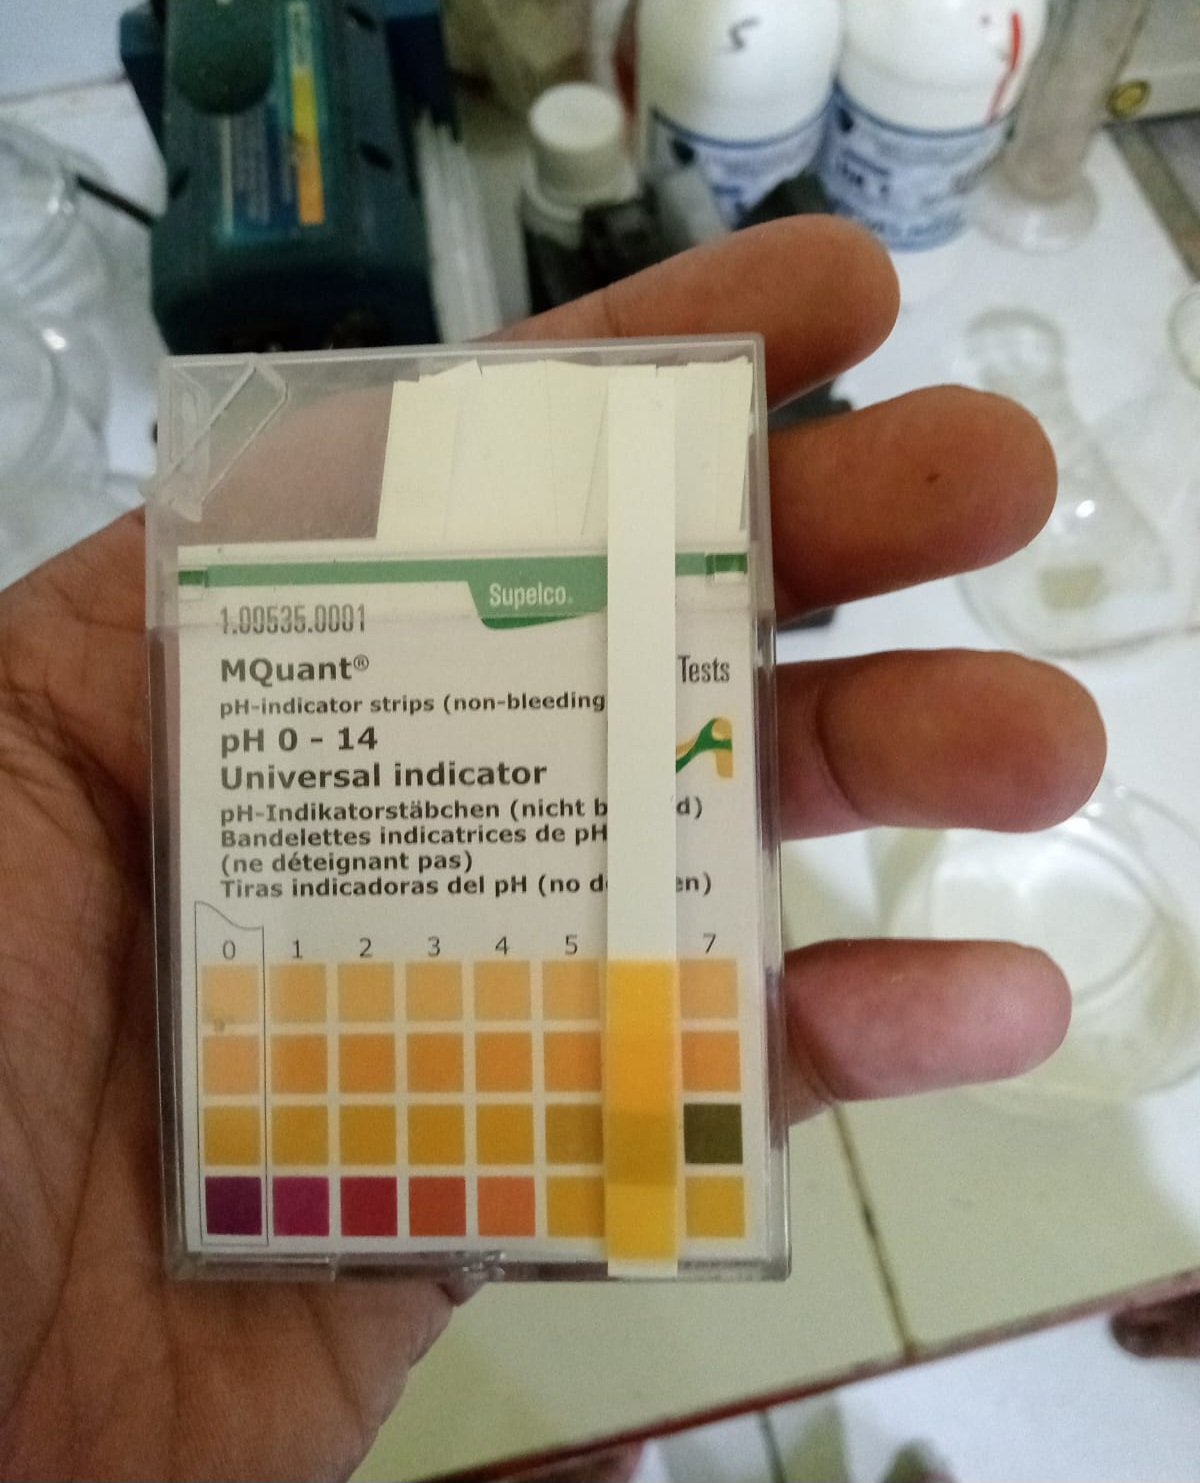 S
Supelco®
1.09535.0001
MQuant®
Tests
pH-indicator strips (non-bleeding
pH 0 - 14
Universal indicator
pH-Indikatorstäbchen (nicht b d)
Bandelettes indicatrices de pH
(ne déteignant pas)
Tiras indicadoras del pH (no d en)
0 1 2 3 4 5 7